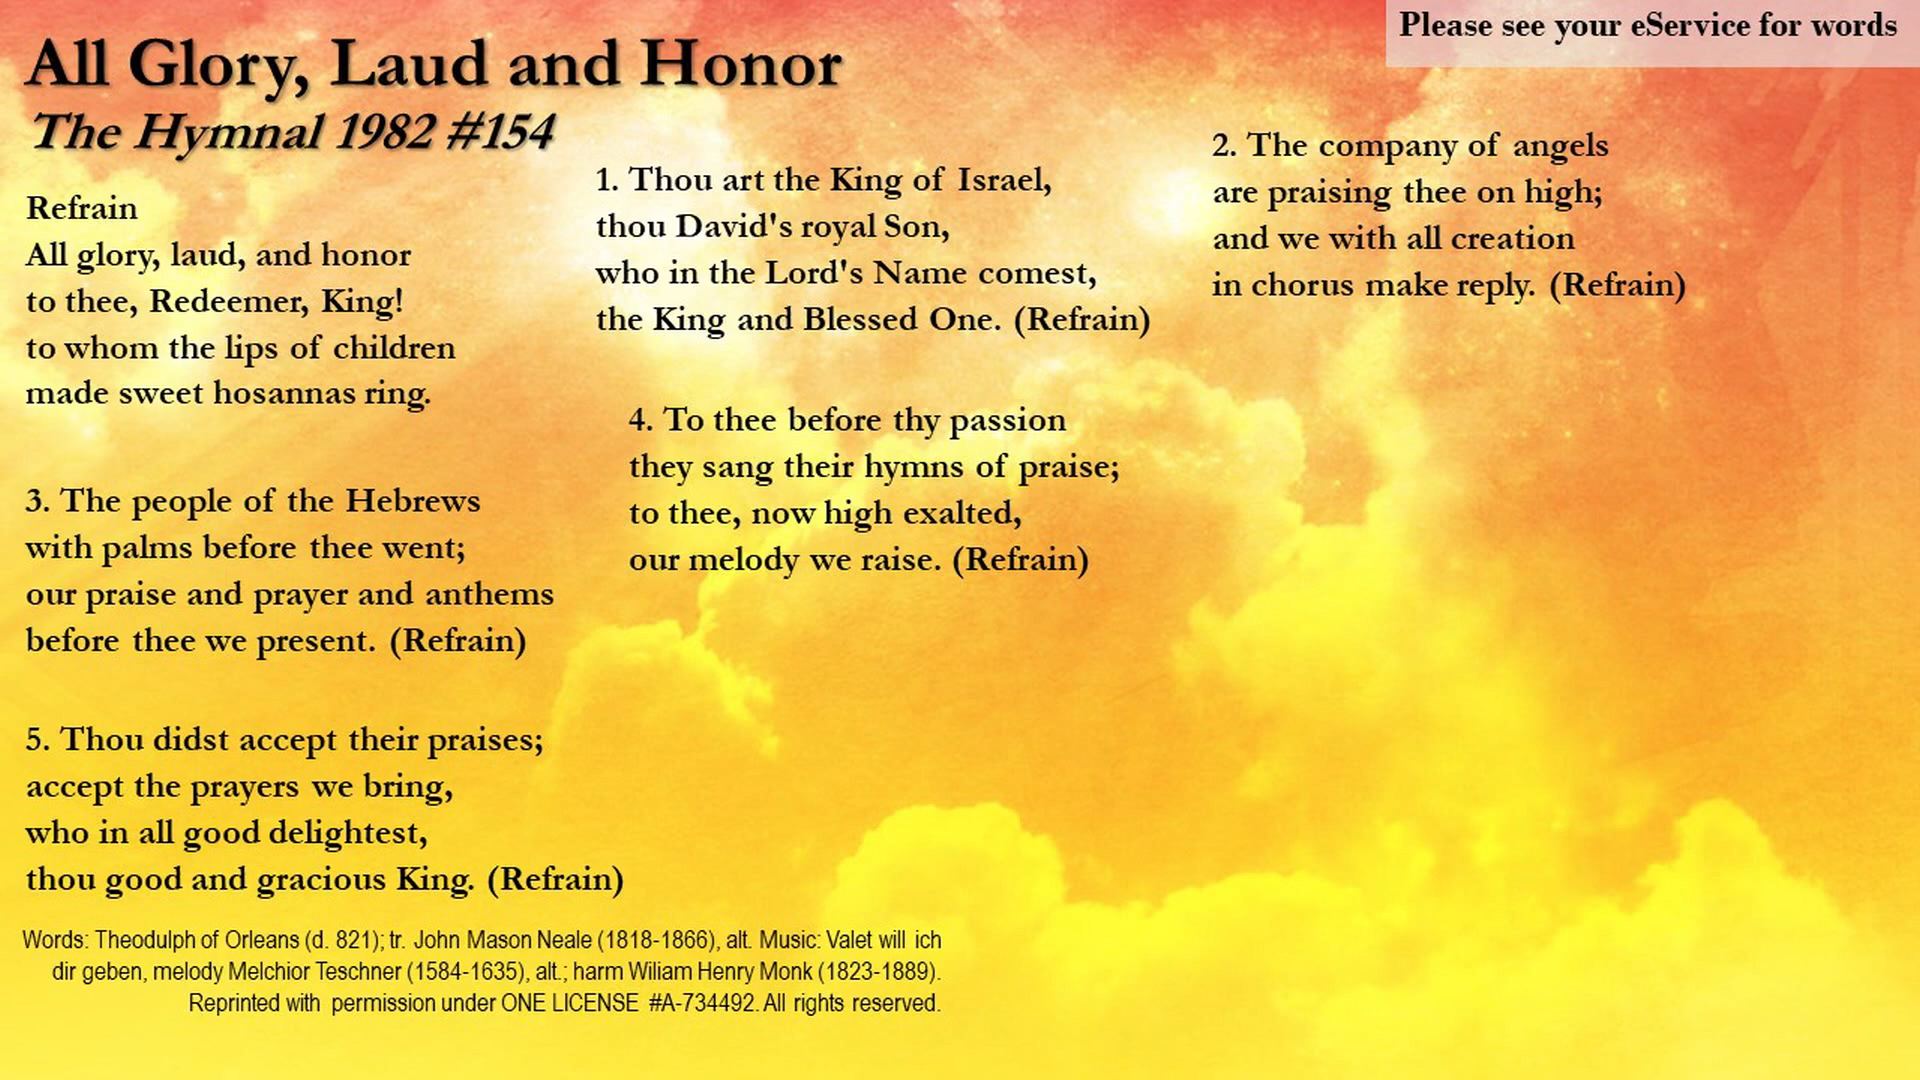 Please see your eService for words
All Glory, Laud and Honor
The Hymnal 1982 #154
Refrain
All glory, laud, and honor
to thee, Redeemer, King!
to whom the lips of children
made sweet hosannas ring.
1. Thou art the King of Israel,
thou David's royal Son,
who in the Lord's Name comest,
the King and Blessed One. (Refrain)
2. The company of angels
are praising thee on high;
and we with all creation
in chorus make reply. (Refrain)
3. The people of the Hebrews
with palms before thee went;
our praise and prayer and anthems
before thee we present. (Refrain)
4. To thee before thy passion
they sang their hymns of praise;
to thee, now high exalted,
our melody we raise. (Refrain)
5. Thou didst accept their praises;
accept the prayers we bring,
who in all good delightest,
thou good and gracious King. (Refrain)
Words: Theodulph of Orleans (d. 821); tr. John Mason Neale (1818-1866), alt. Music: Valet will ich
dir geben, melody Melchior Teschner (1584-1635), alt.; harm Wiliam Henry Monk (1823-1889).
Reprinted with permission under ONE LICENSE #A-734492. All rights reserved.